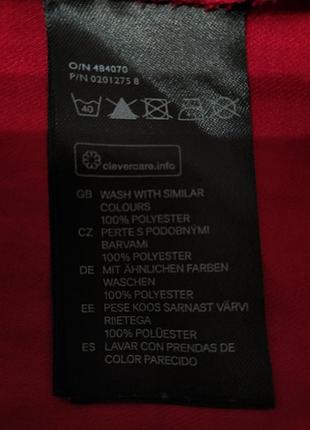 O/N 484070
P/N 0201275 8
40
clevercare.info
GB WASH WITH SIMILAR
COLOURS
100% POLYESTER
CZ PERTE S PODOBNÝMI
BARVAMI
100% POLYESTER
DE MIT ÄHNLICHEN FARBEN
WASCHEN
100% POLYESTER
EE PESE KOOS SARNAST VÄRVI
RIIETEGA
100% POLÜESTER
ES LAVAR CON PRENDAS DE
COLOR PARECIDO